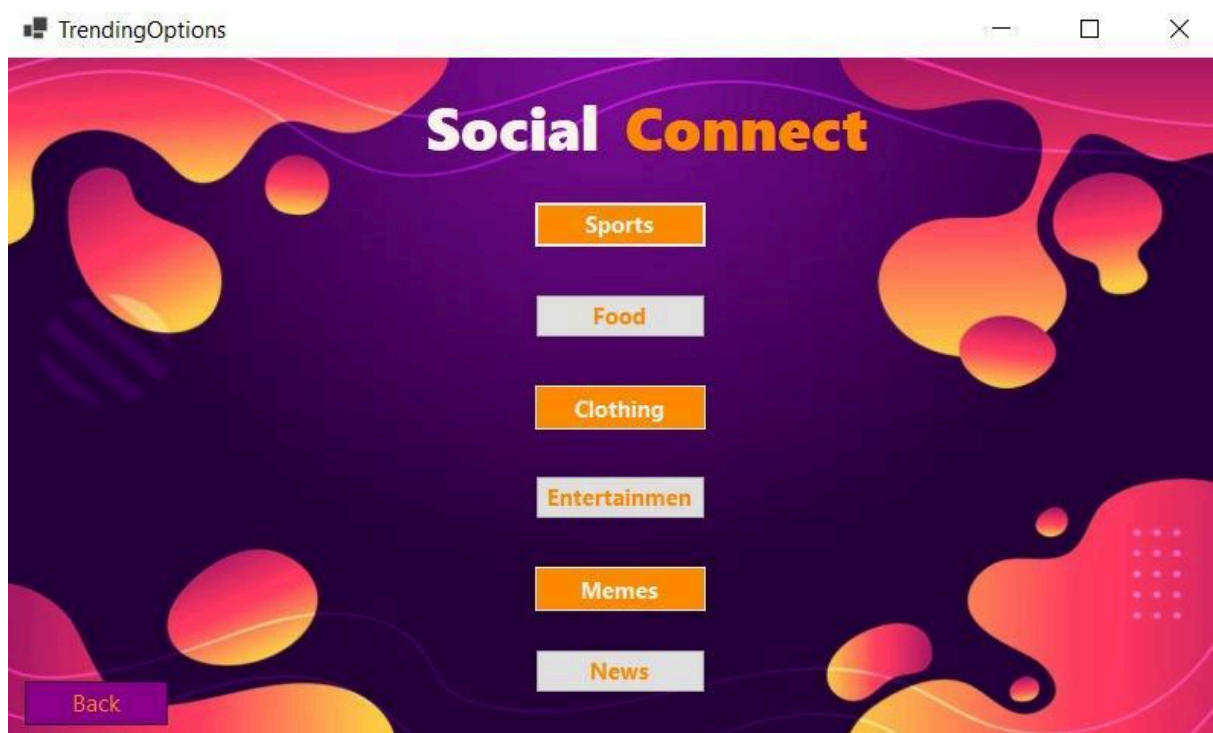 TrendingOptions
Social Connect
Sports
Food
Clothing
Entertainmen
Memes
News
Back